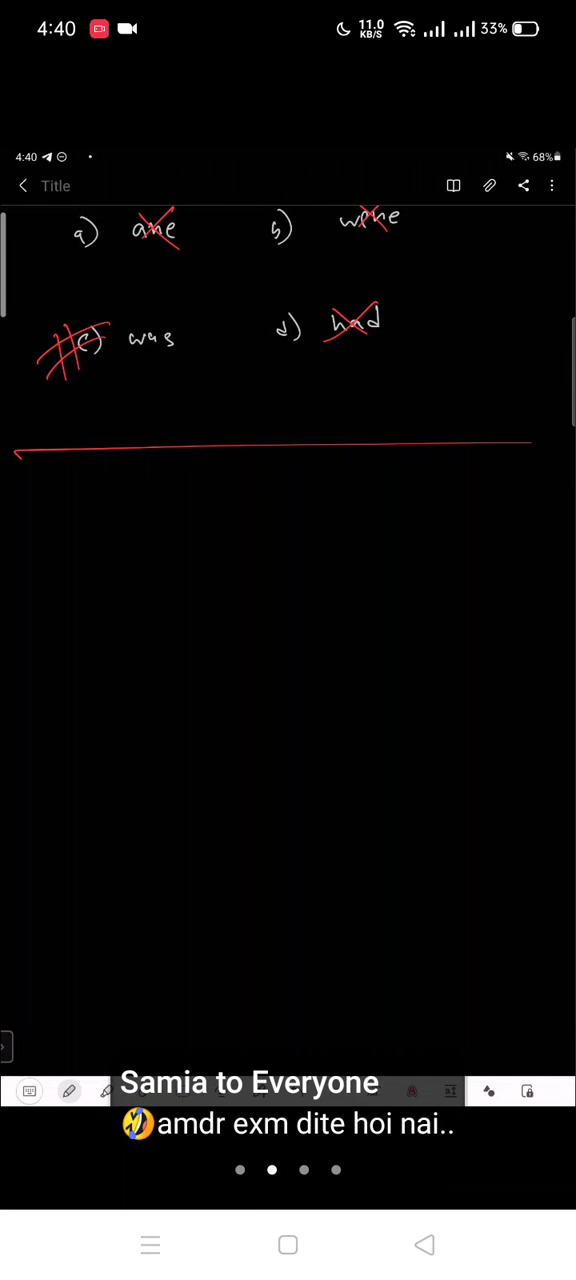 4:40 11.0 KB/S 33%
4:40 68%
Title
a) are b) were
c) was d) had
Samia to Everyone
🤣amdr exm dite hoi nai..